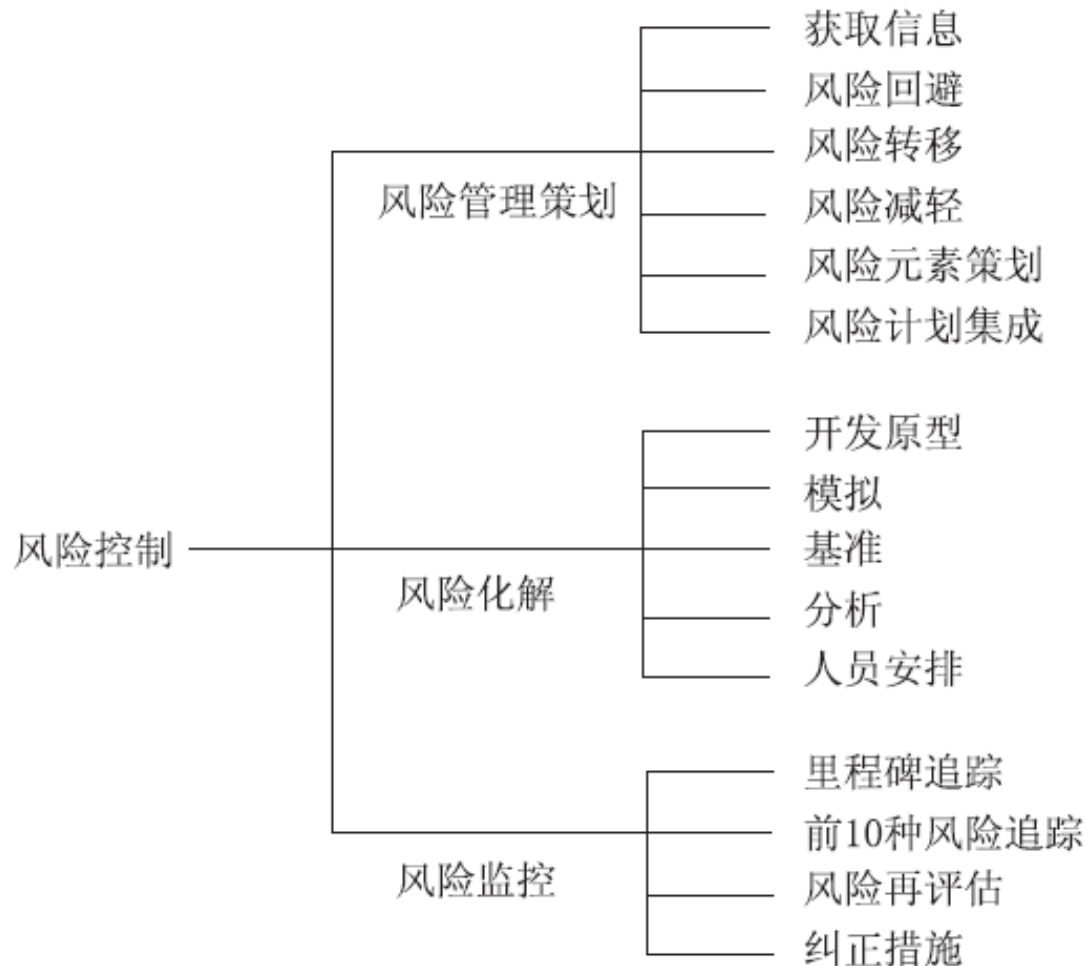 风险控制
风险管理策划
获取信息
风险回避
风险转移
风险减轻
风险元素策划
风险计划集成
风险化解
开发原型
模拟
基准
分析
人员安排
风险监控
里程碑追踪
前10种风险追踪
风险再评估
纠正措施